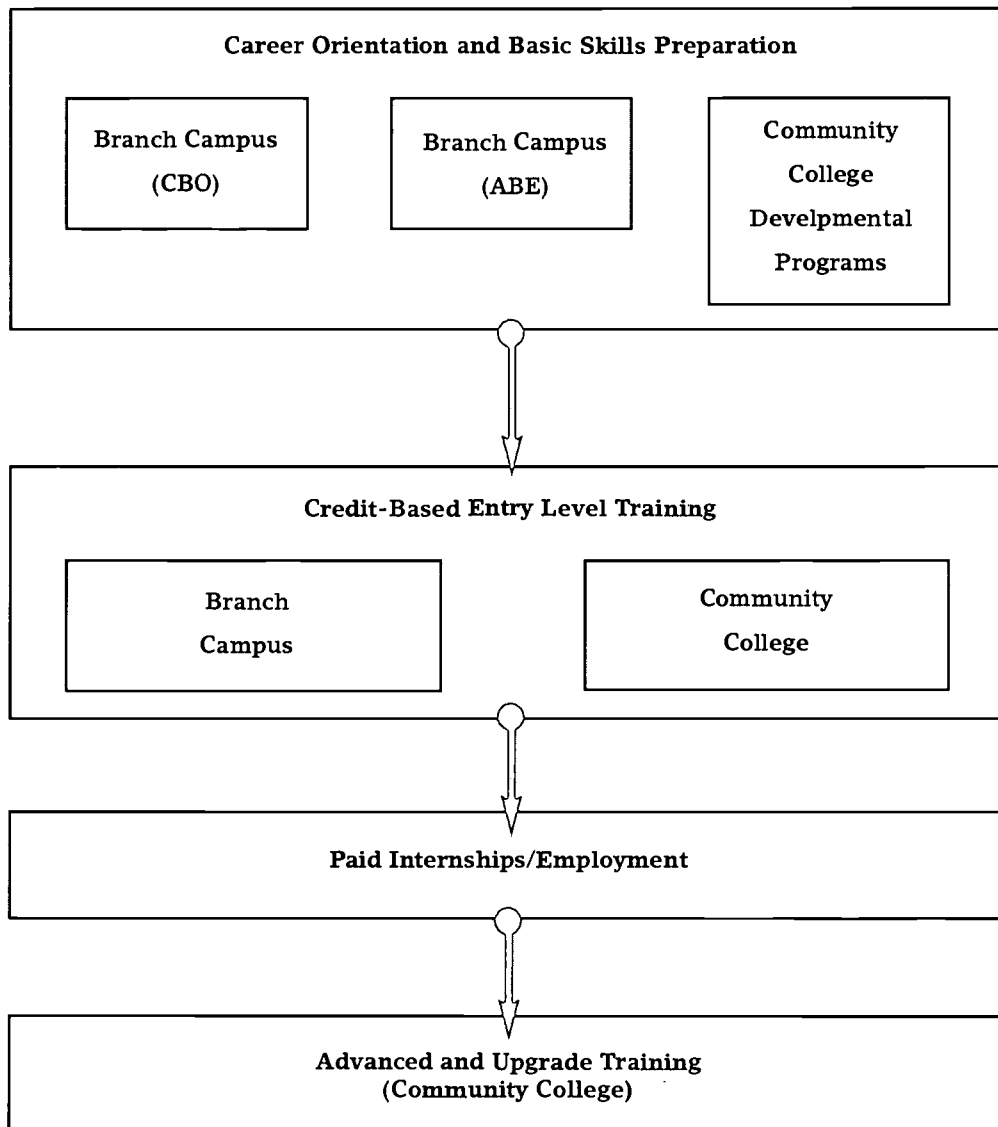 Career Orientation and Basic Skills Preparation
Branch Campus
(CBO)
Branch Campus
(ABE)
Community
College
Develpmental
Programs
Credit-Based Entry Level Training
Branch
Campus
Community
College
Paid Internships/Employment
Advanced and Upgrade Training
(Community College)